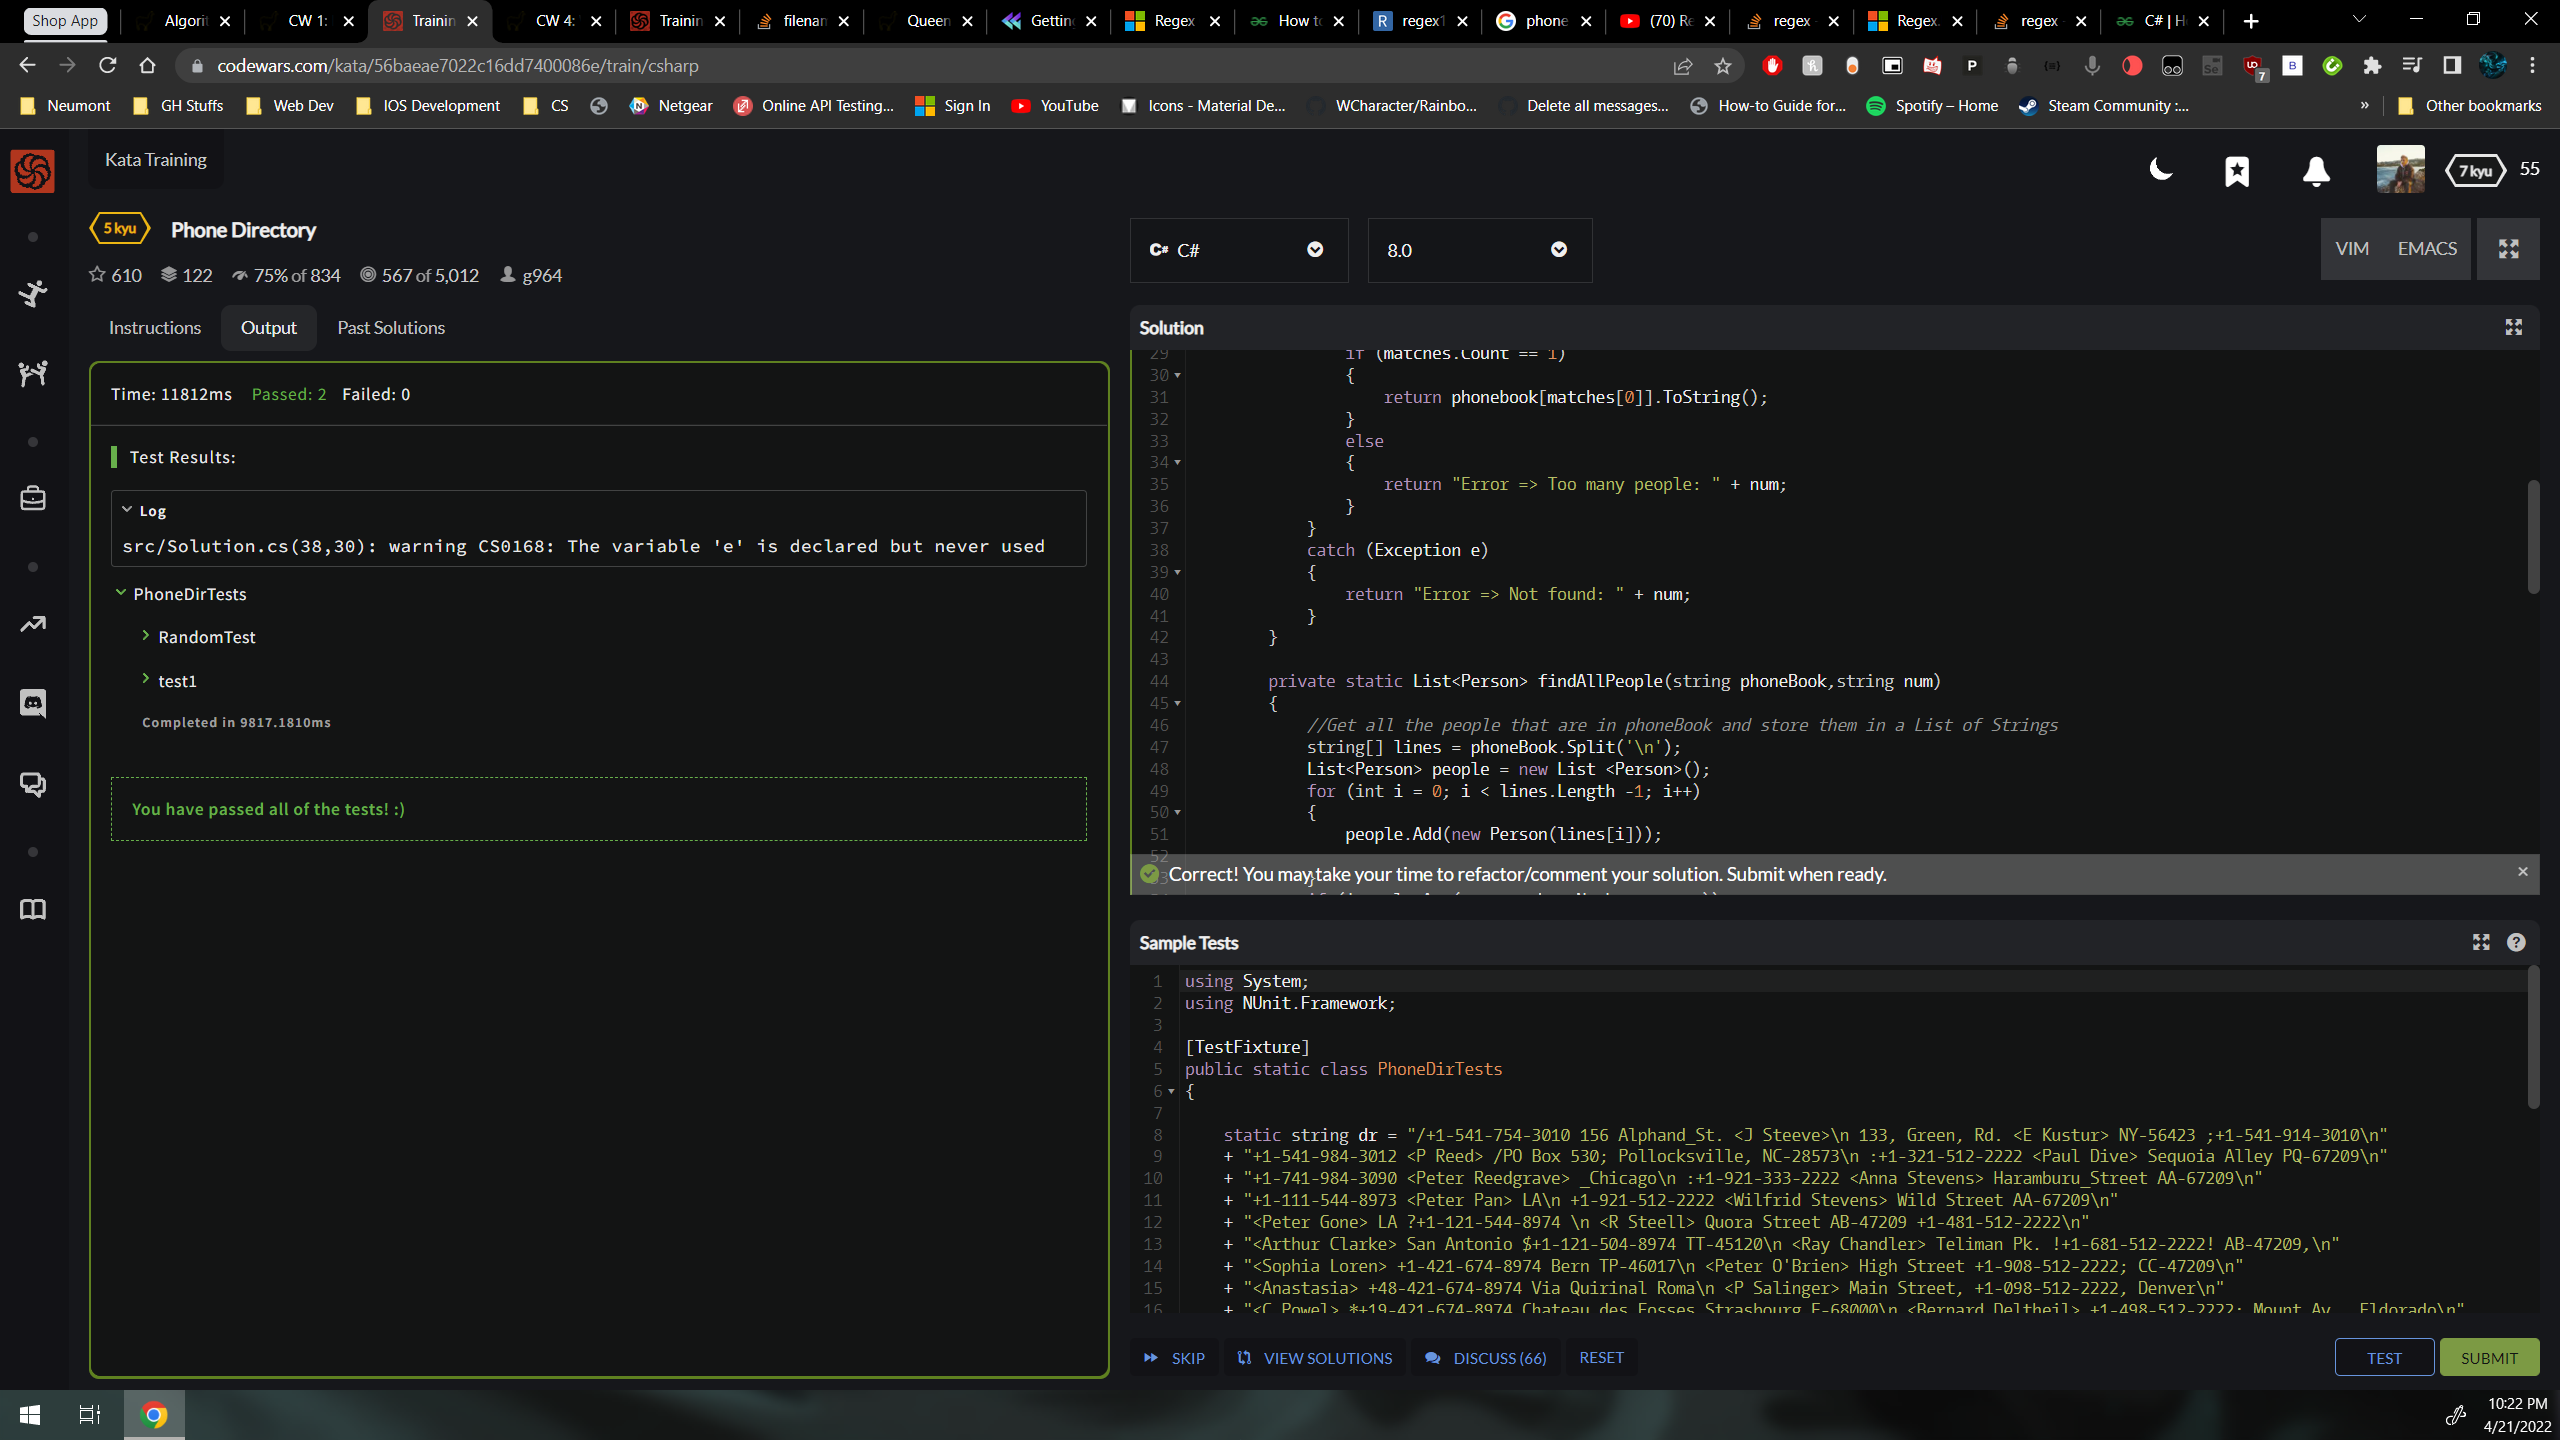 Shop App
Algorit
CW 1:
Trainin
CW 4:
Trainin
filenan
Queen
Getting
Regex
How to
regex1
phone
(70) Re
regex
Regex.
regex
C# | H
codewars.com/kata/56baeae7022c16dd7400086e/train/csharp
7
Neumont
GH Stuffs
Web Dev
IOS Development
CS
Netgear
Online API Testing...
Sign In
YouTube
Icons - Material De...
WCharacter/Rainbo...
Delete all messages...
How-to Guide for...
Spotify – Home
Steam Community :...
»
Other bookmarks
Kata Training
7 kyu
55
5 kyu
Phone Directory
610
122
75% of 834
567 of 5,012
g964
C# C#
8.0
VIM
EMACS
Instructions
Output
Past Solutions
Time: 11812ms Passed: 2 Failed: 0
Test Results:
Log
src/Solution.cs(38,30): warning CS0168: The variable 'e' is declared but never used
PhoneDirTests
RandomTest
test1
Completed in 9817.1810ms
You have passed all of the tests! :)
Solution
29 if (matches.Count == 1)
30 {
31 return phonebook[matches[0]].ToString();
32 }
33 else
34 {
35 return "Error => Too many people: " + num;
36 }
37 }
38 catch (Exception e)
39 {
40 return "Error => Not found: " + num;
41 }
42 }
43
44 private static List<Person> findAllPeople(string phoneBook,string num)
45 {
46 //Get all the people that are in phoneBook and store them in a List of Strings
47 string[] lines = phoneBook.Split('\n');
48 List<Person> people = new List <Person>();
49 for (int i = 0; i < lines.Length -1; i++)
50 {
51 people.Add(new Person(lines[i]));
52
53 }
Correct! You may take your time to refactor/comment your solution. Submit when ready.
Sample Tests
1 using System;
2 using NUnit.Framework;
3
4 [TestFixture]
5 public static class PhoneDirTests
6 {
7
8 static string dr = "/+1-541-754-3010 156 Alphand_St. <J Steeve>\n 133, Green, Rd. <E Kustur> NY-56423 ;+1-541-914-3010\n"
9 + "+1-541-984-3012 <P Reed> /PO Box 530; Pollocksville, NC-28573\n :+1-321-512-2222 <Paul Dive> Sequoia Alley PQ-67209\n"
10 + "+1-741-984-3090 <Peter Reedgrave> _Chicago\n :+1-921-333-2222 <Anna Stevens> Haramburu_Street AA-67209\n"
11 + "+1-111-544-8973 <Peter Pan> LA\n +1-921-512-2222 <Wilfrid Stevens> Wild Street AA-67209\n"
12 + "<Peter Gone> LA ?+1-121-544-8974 \n <R Steell> Quora Street AB-47209 +1-481-512-2222\n"
13 + "<Arthur Clarke> San Antonio $+1-121-504-8974 TT-45120\n <Ray Chandler> Teliman Pk. !+1-681-512-2222! AB-47209,\n"
14 + "<Sophia Loren> +1-421-674-8974 Bern TP-46017\n <Peter O'Brien> High Street +1-908-512-2222; CC-47209\n"
15 + "<Anastasia> +48-421-674-8974 Via Quirinal Roma\n <P Salinger> Main Street, +1-098-512-2222, Denver\n"
16 + "<C Powel> *+19-421-674-8974 Chateau des Fosses Strasbourg F-68000\n <Bernard Deltheil> +1-498-512-2222; Mount Av. Eldorado\n"
SKIP
VIEW SOLUTIONS
DISCUSS (66)
RESET
TEST
SUBMIT
10:22 PM
4/21/2022